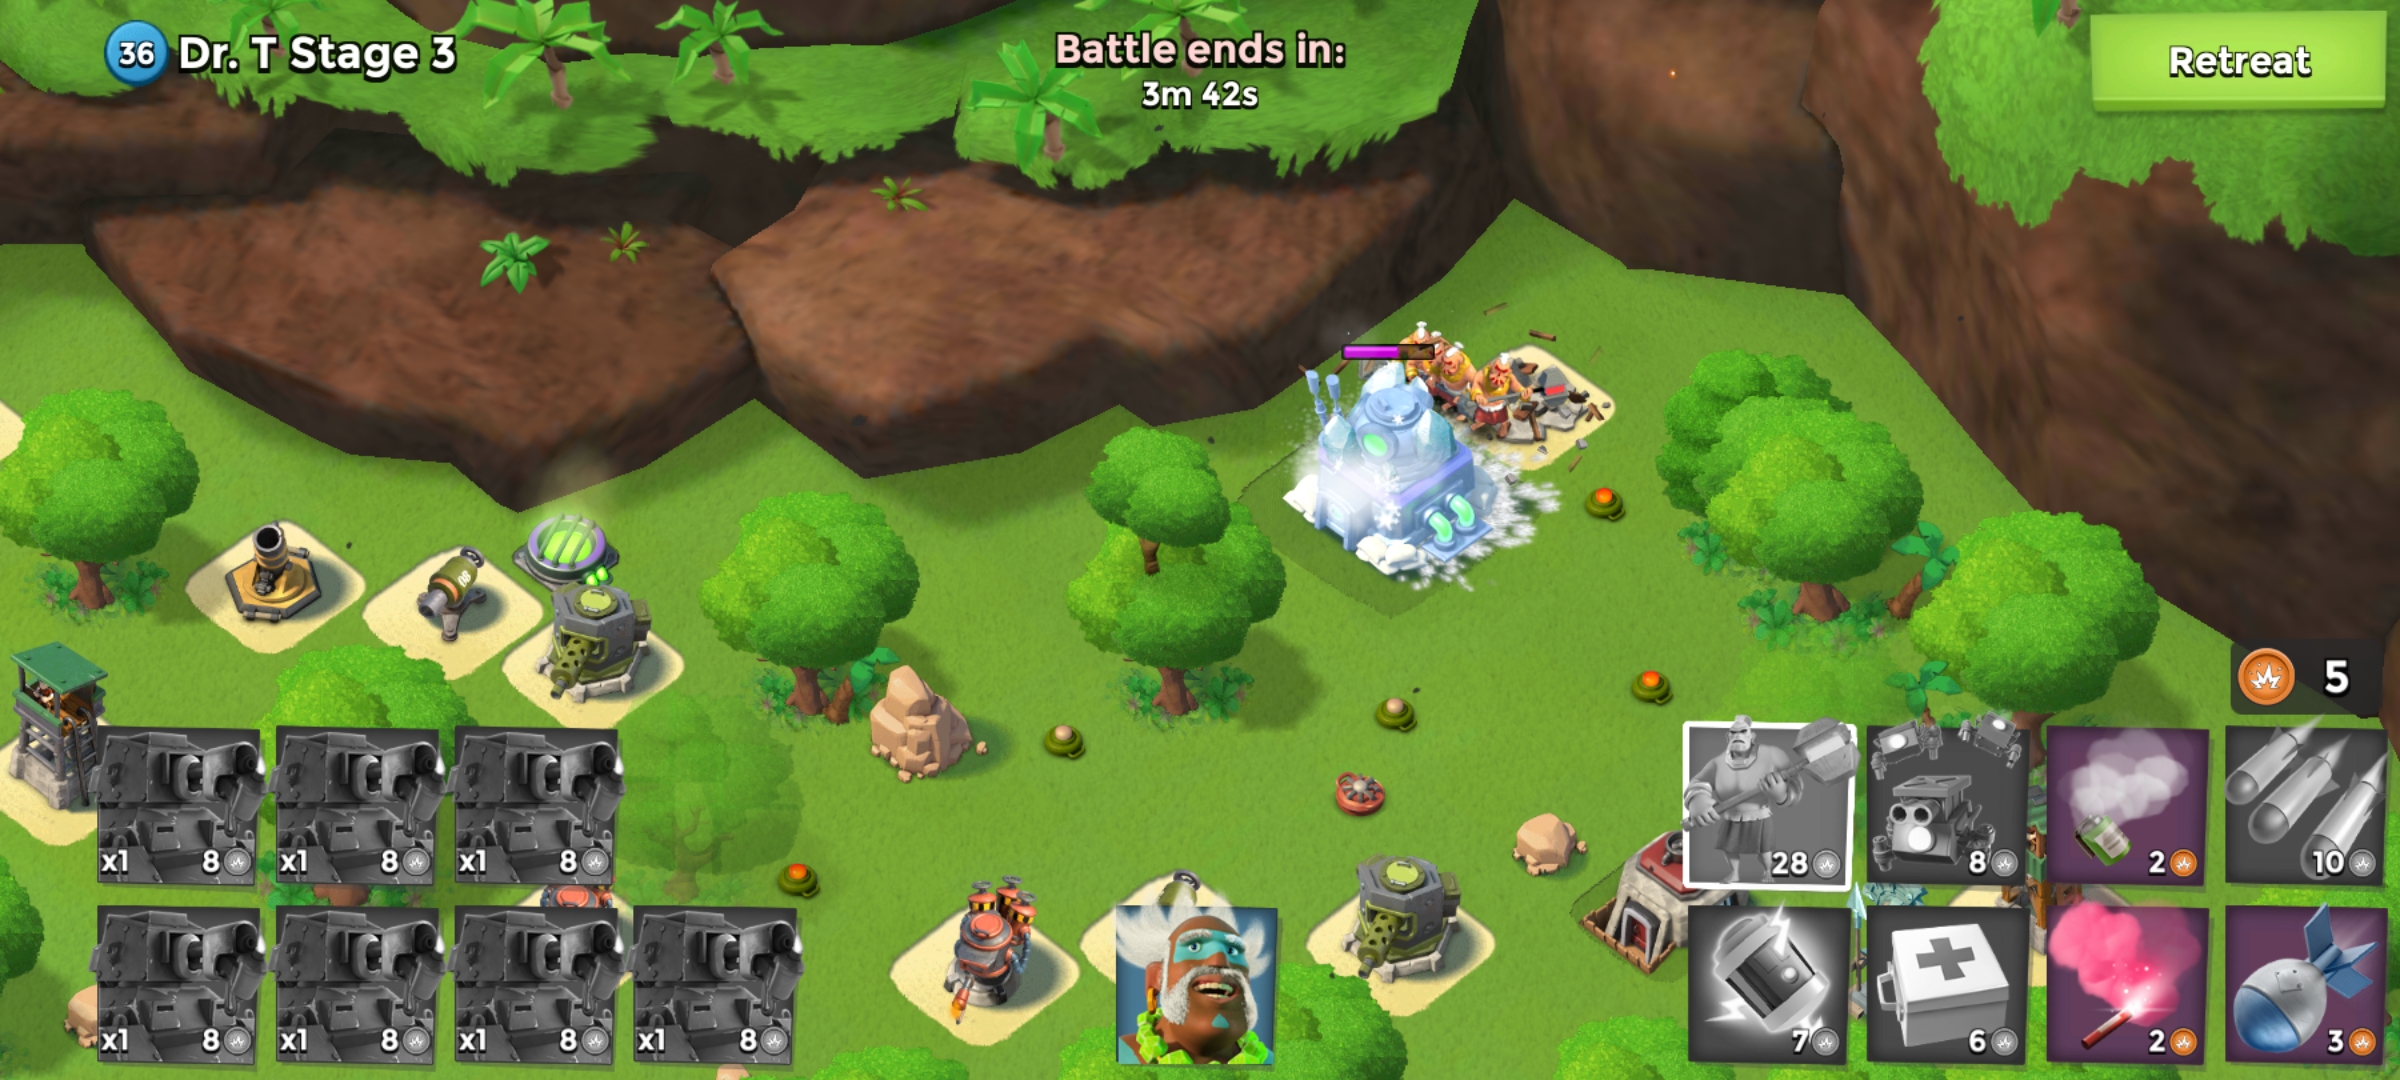 36 Dr. T Stage 3
Battle ends in:
3m 42s
Retreat
80
5
x1 8
x1 8
x1 8
28
8
2
10
x1 8
x1 8
x1 8
x1 8
7
6
2
3